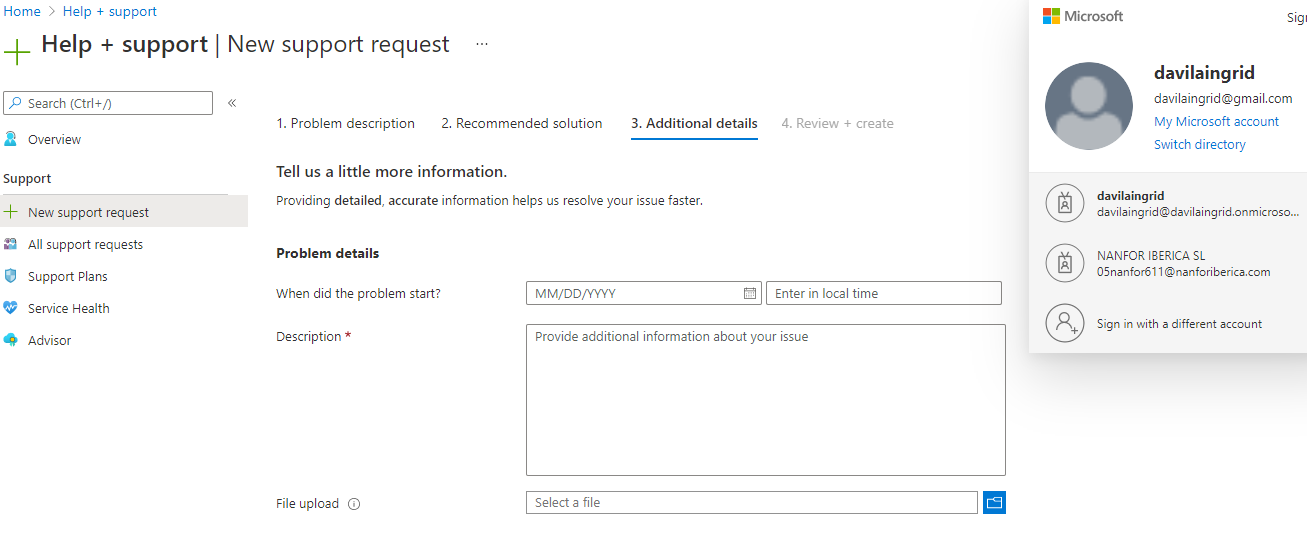 Home > Help + support
Help + support | New support request ...
Search (Ctrl+/) «
Overview
Support
New support request
All support requests
Support Plans
Service Health
Advisor
1. Problem description 2. Recommended solution 3. Additional details 4. Review + create
Tell us a little more information.
Providing detailed, accurate information helps us resolve your issue faster.
Problem details
When did the problem start? MM/DD/YYYY Enter in local time
Description * Provide additional information about your issue
File upload Select a file
Microsoft
davilaingrid
davilaingrid@gmail.com
My Microsoft account
Switch directory
davilaingrid
davilaingrid@davilaingrid.onmicroso...
NANFOR IBERICA SL
05nanfor611@nanforiberica.com
Sign in with a different account